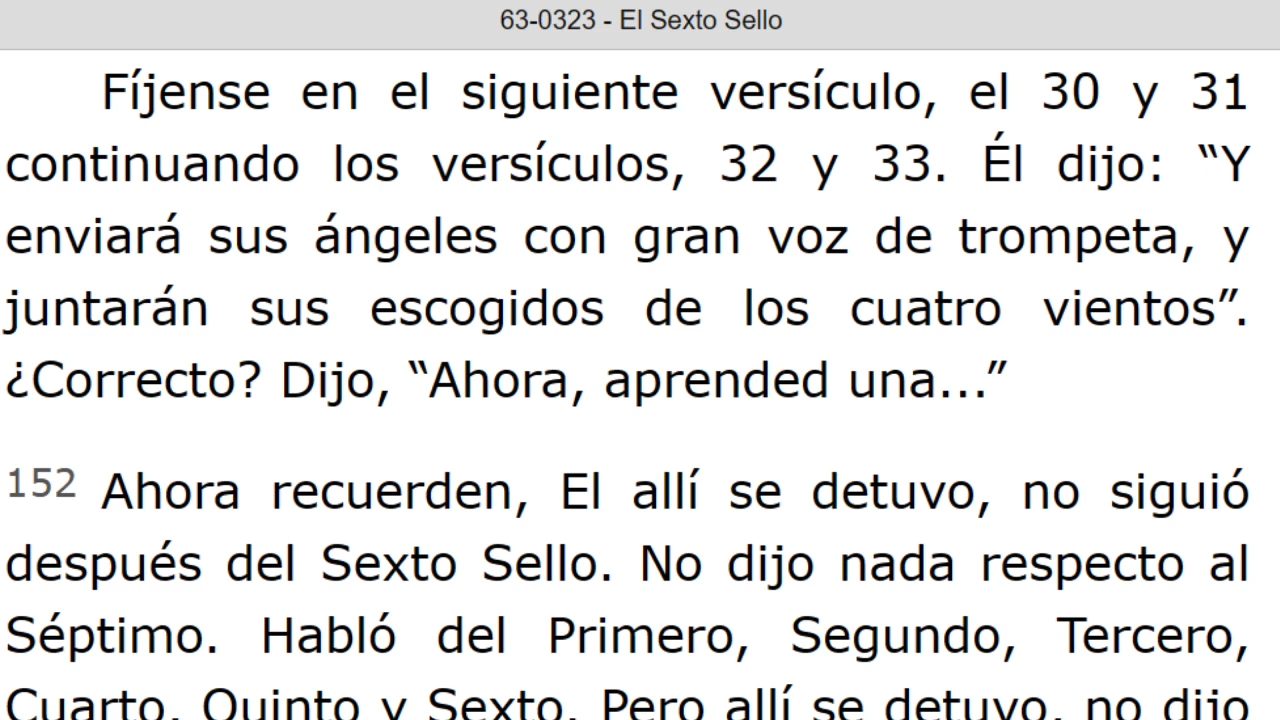 63-0323 - El Sexto Sello
Fíjense en el siguiente versículo, el 30 y 31
continuando los versículos, 32 y 33. Él dijo: “Y
enviará sus ángeles con gran voz de trompeta, y
juntarán sus escogidos de los cuatro vientos”.
¿Correcto? Dijo, “Ahora, aprended una...”
152 Ahora recuerden, El allí se detuvo, no siguió
después del Sexto Sello. No dijo nada respecto al
Séptimo. Habló del Primero, Segundo, Tercero,
Cuarto, Quinto y Sexto. Pero allí se detuvo, no dijo